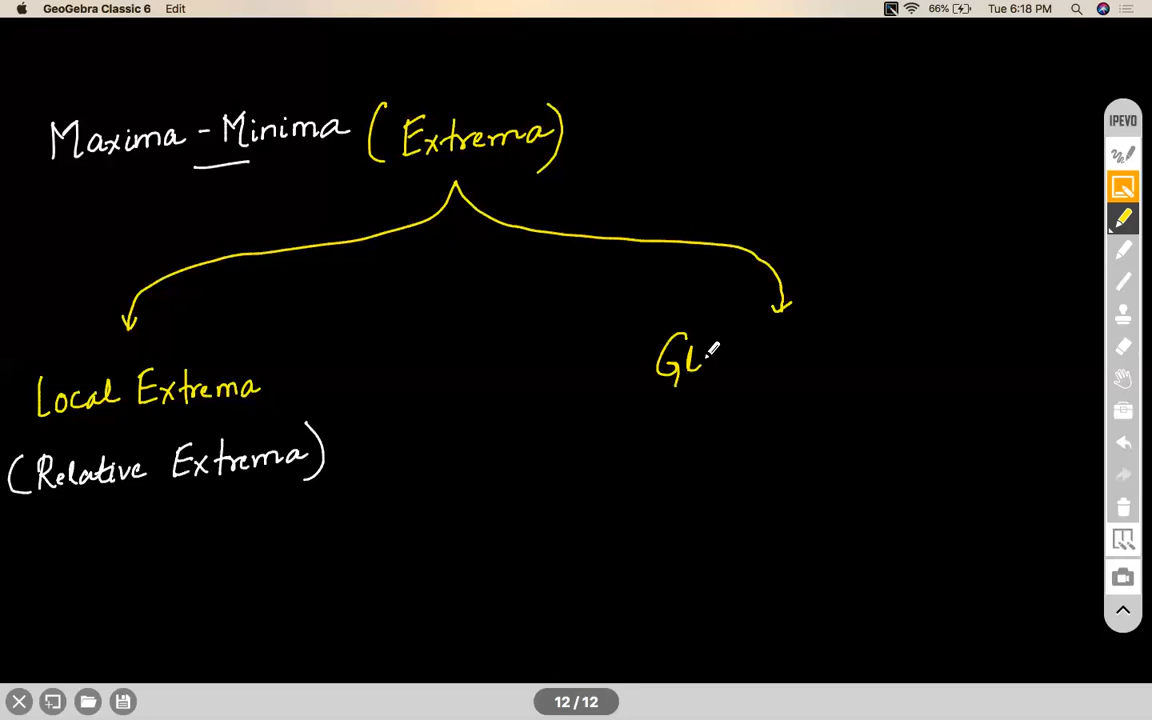 GeoGebra Classic 6 Edit 66% Tue 6:18 PM
Maxima - Minima (Extrema)
IPEVO
Gl
Local Extrema
(Relative Extrema)
12 / 12